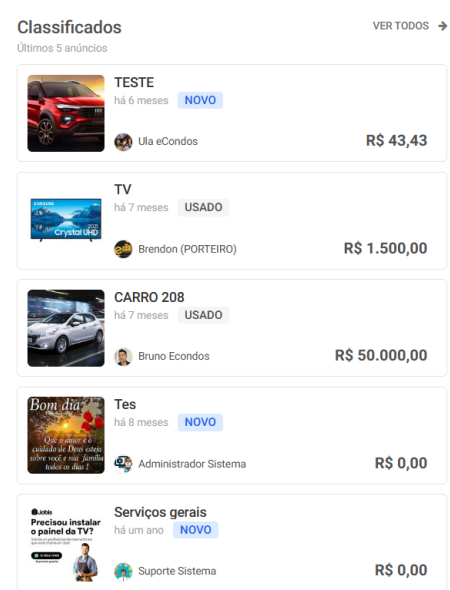 Classificados
VER TODOS
Últimos 5 anúncios
TESTE
há 6 meses NOVO
Ula eCondos
R$ 43,43
SAMSUNG
2021
Crystal UHD
TV
há 7 meses USADO
Brendon (PORTEIRO)
R$ 1.500,00
CARRO 208
há 7 meses USADO
Bruno Econdos
R$ 50.000,00
Bom dia
Que o amor e o
cuidado de Deus esteja
sobre você e sua família
todos os dias !
Tes
há 8 meses NOVO
Administrador Sistema
R$ 0,00
Jobis
Precisou instalar
o painel da TV?
Serviços gerais
há um ano NOVO
Suporte Sistema
R$ 0,00